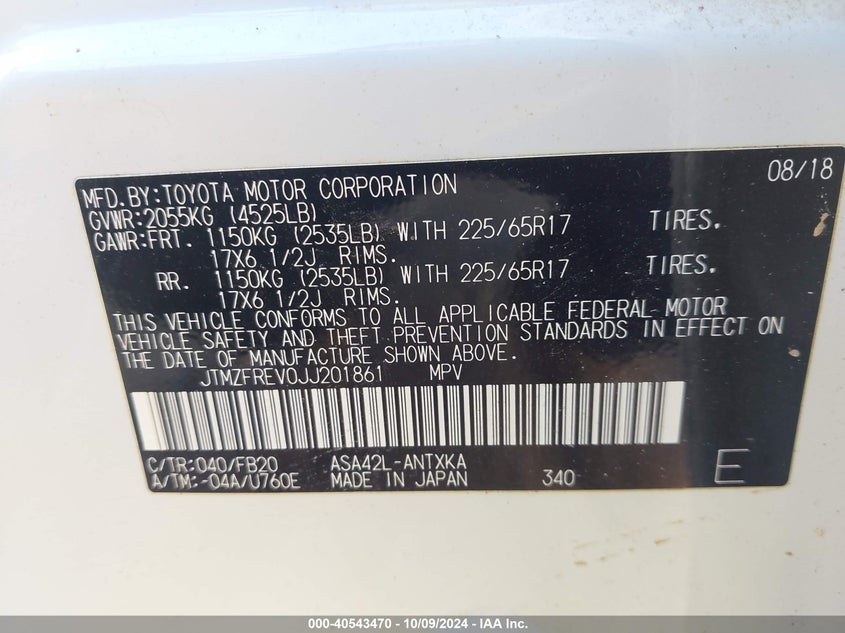 MFD.BY:TOYOTA MOTOR CORPORATION 08/18
GVWR:2055KG (4525LB)
GAWR:FRT. 1150KG (2535LB) WITH 225/65R17 TIRES.
17X6 1/2J RIMS.
RR. 1150KG (2535LB) WITH 225/65R17 TIRES.
17X6 1/2J RIMS.
THIS VEHICLE CONFORMS TO ALL APPLICABLE FEDERAL MOTOR
VEHICLE SAFETY AND THEFT PREVENTION STANDARDS IN EFFECT ON
THE DATE OF MANUFACTURE SHOWN ABOVE.
JTMZFREV0JJ201861 MPV
C/TR:040/FB20 ASA42L-ANTXKA
A/TM:-04A/U760E MADE IN JAPAN 340 E
000-40543470 - 10/09/2024 - IAAI Inc.